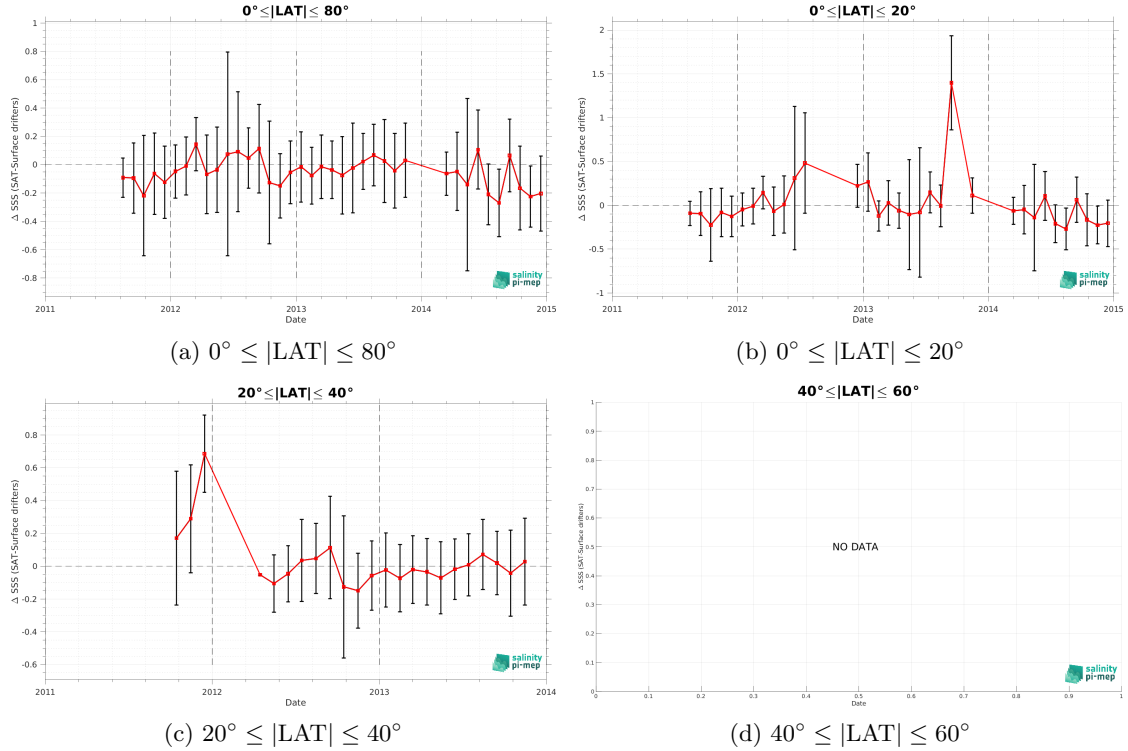 0°≤|LAT|≤ 80°
Δ SSS (SAT-Surface drifters)
1
0.8
0.6
0.4
0.2
0
-0.2
-0.4
-0.6
-0.8
2011
2012
2013
2014
2015
Date
salinity
pi-mep
(a) 0° ≤ |LAT| ≤ 80°
0°≤|LAT|≤ 20°
Δ SSS (SAT-Surface drifters)
2
1.5
1
0.5
0
-0.5
-1
2011
2012
2013
2014
2015
Date
salinity
pi-mep
(b) 0° ≤ |LAT| ≤ 20°
20°≤|LAT|≤ 40°
Δ SSS (SAT-Surface drifters)
0.8
0.6
0.4
0.2
0
-0.2
-0.4
-0.6
2011
2012
2013
2014
Date
salinity
pi-mep
(c) 20° ≤ |LAT| ≤ 40°
40°≤|LAT|≤ 60°
Δ SSS (SAT-Surface drifters)
1
0.9
0.8
0.7
0.6
0.5
0.4
0.3
0.2
0.1
0
NO DATA
0
0.1
0.2
0.3
0.4
0.5
0.6
0.7
0.8
0.9
1
Date
salinity
pi-mep
(d) 40° ≤ |LAT| ≤ 60°